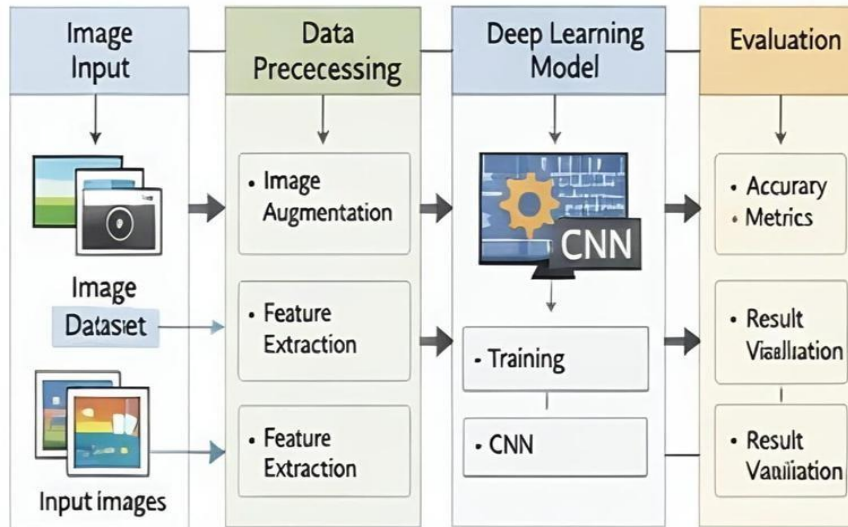 Image
Input
Data
Prececessing
Deep Learning
Model
Evaluation
Image
Dataset
Input images
• Image
Augmentation
• Feature
Extraction
• Feature
Extraction
CNN
• Training
• CNN
• Accurary
• Metrics
• Result
• Result